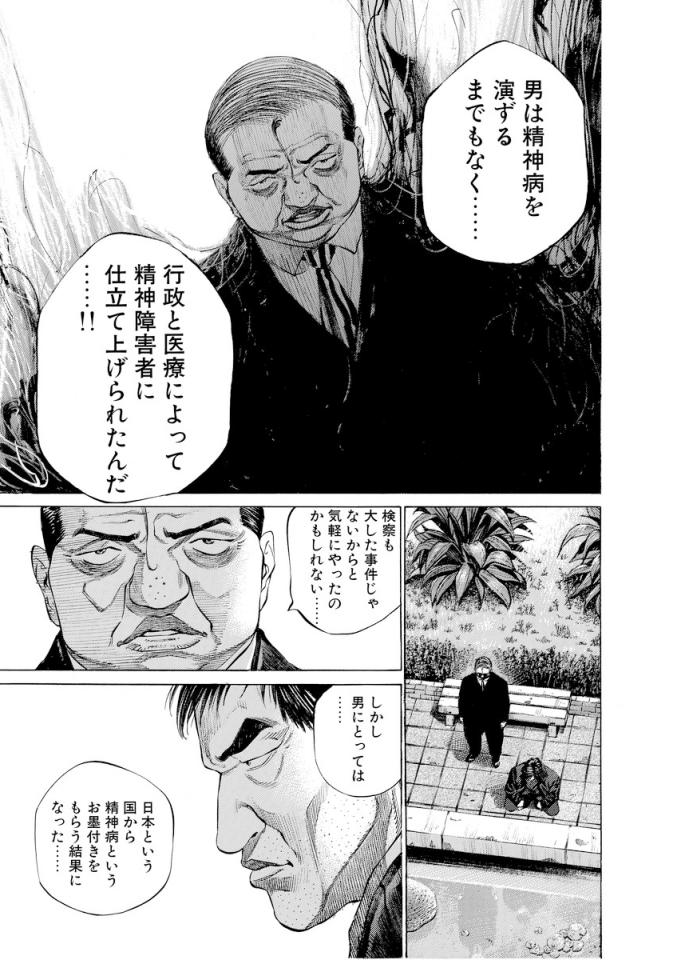 男は精神病を
演ずる
までもなく……
行政と医療によって
精神障害者に
仕立て上げられたんだ
……!!
検察も
大した事件じゃ
ないからと
気軽にやったの
かもしれない……
しかし
男にとっては
……
日本という
国から
精神病という
お墨付きを
もらう結果に
なった……